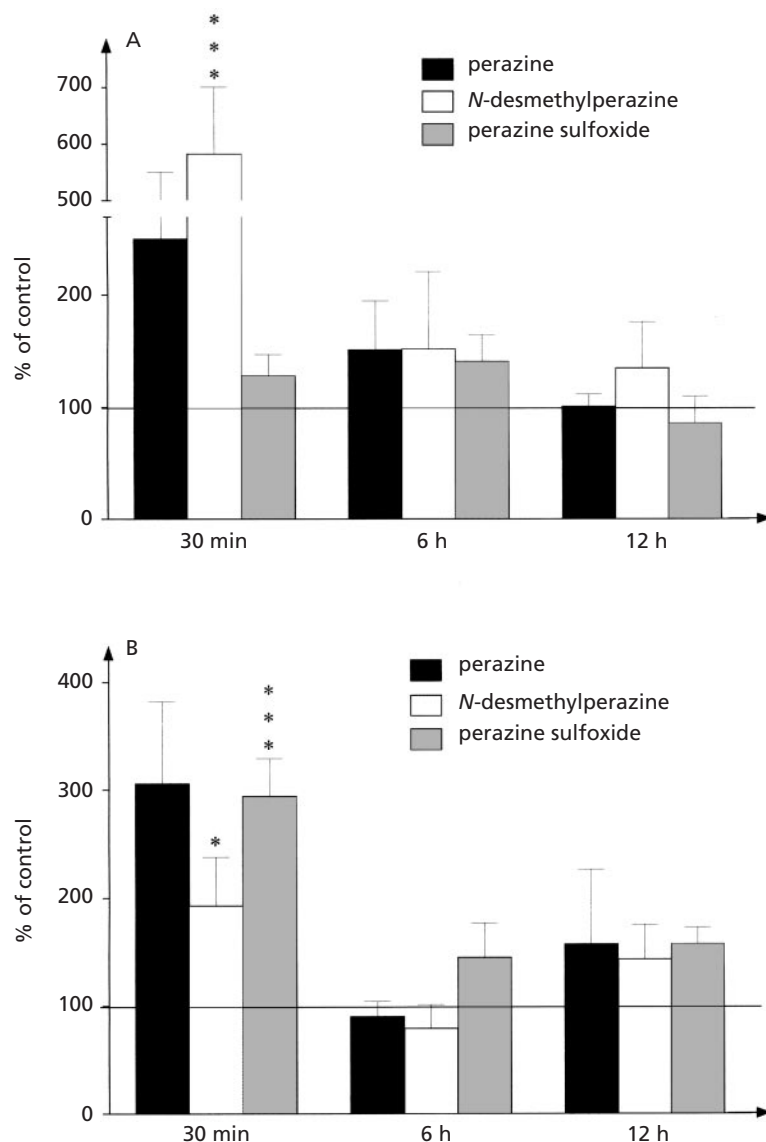 A
***
perazine
N-desmethylperazine
perazine sulfoxide
700
600
500
200
100
0
% of control
30 min 6 h 12 h
B
***
*
perazine
N-desmethylperazine
perazine sulfoxide
400
300
200
100
0
% of control
30 min 6 h 12 h